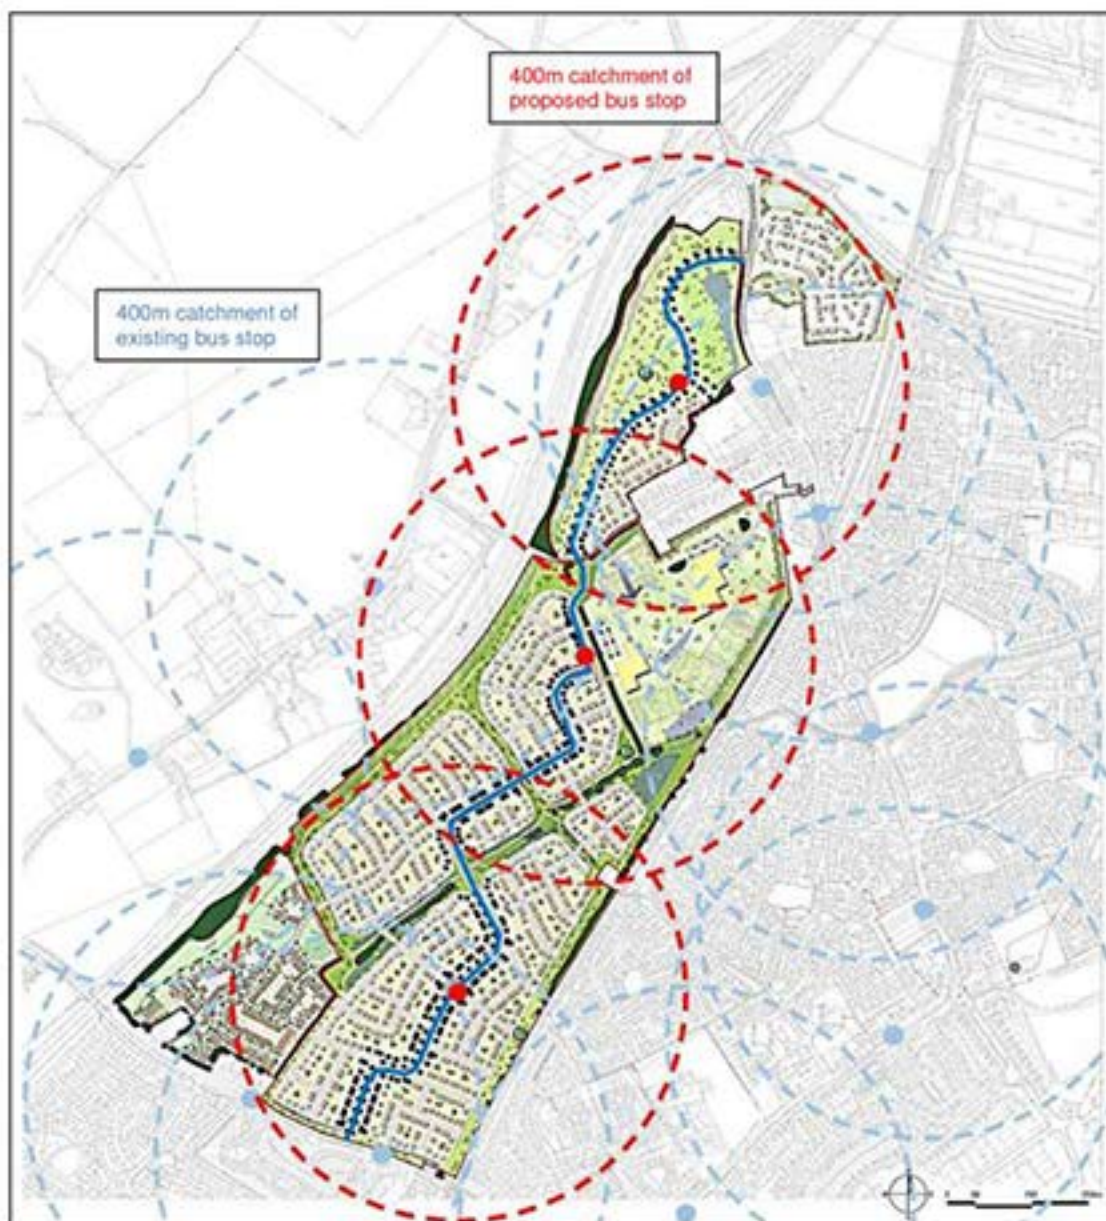 400m catchment of
proposed bus stop
400m catchment of
existing bus stop